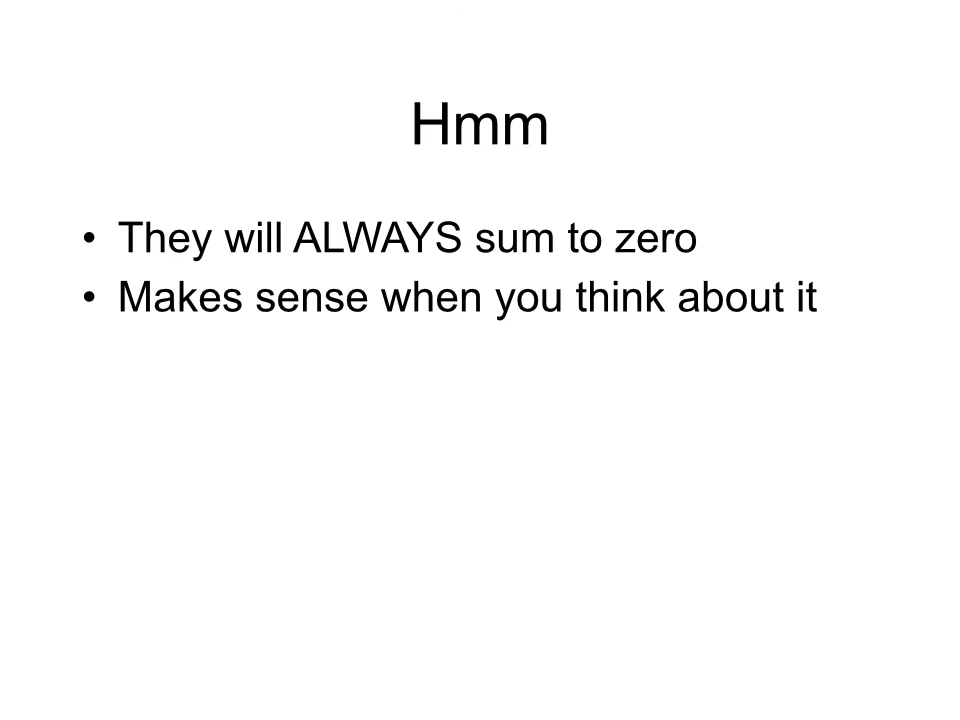 Hmm
• They will ALWAYS sum to zero
• Makes sense when you think about it